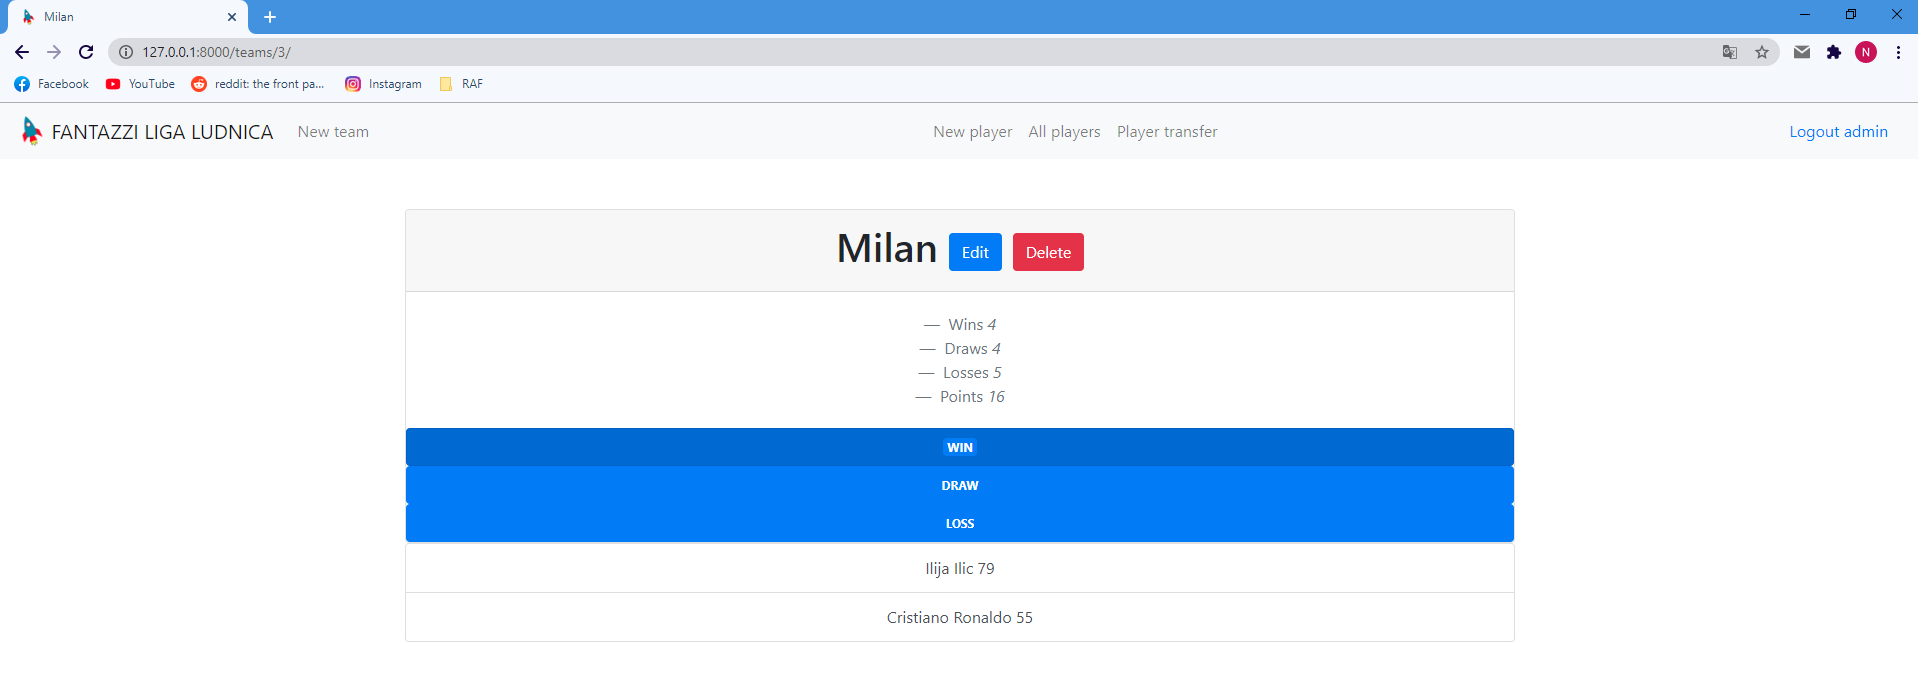 Milan
127.0.0.1:8000/teams/3/
N
Facebook YouTube reddit: the front pa... Instagram RAF
FANTAZZI LIGA LUDNICA New team New player All players Player transfer Logout admin
Milan Edit Delete
— Wins 4
— Draws 4
— Losses 5
— Points 16
WIN
DRAW
LOSS
Ilija Ilic 79
Cristiano Ronaldo 55